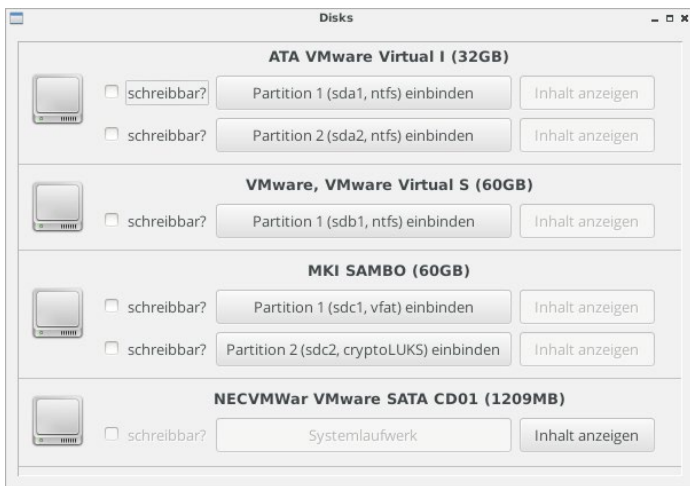 Disks
ATA VMware Virtual I (32GB)
schreibbar? Partition 1 (sda1, ntfs) einbinden Inhalt anzeigen
schreibbar? Partition 2 (sda2, ntfs) einbinden Inhalt anzeigen
VMware, VMware Virtual S (60GB)
schreibbar? Partition 1 (sdb1, ntfs) einbinden Inhalt anzeigen
MKI SAMBO (60GB)
schreibbar? Partition 1 (sdc1, vfat) einbinden Inhalt anzeigen
schreibbar? Partition 2 (sdc2, cryptoLUKS) einbinden Inhalt anzeigen
NECVMWar VMware SATA CD01 (1209MB)
schreibbar? Systemlaufwerk Inhalt anzeigen